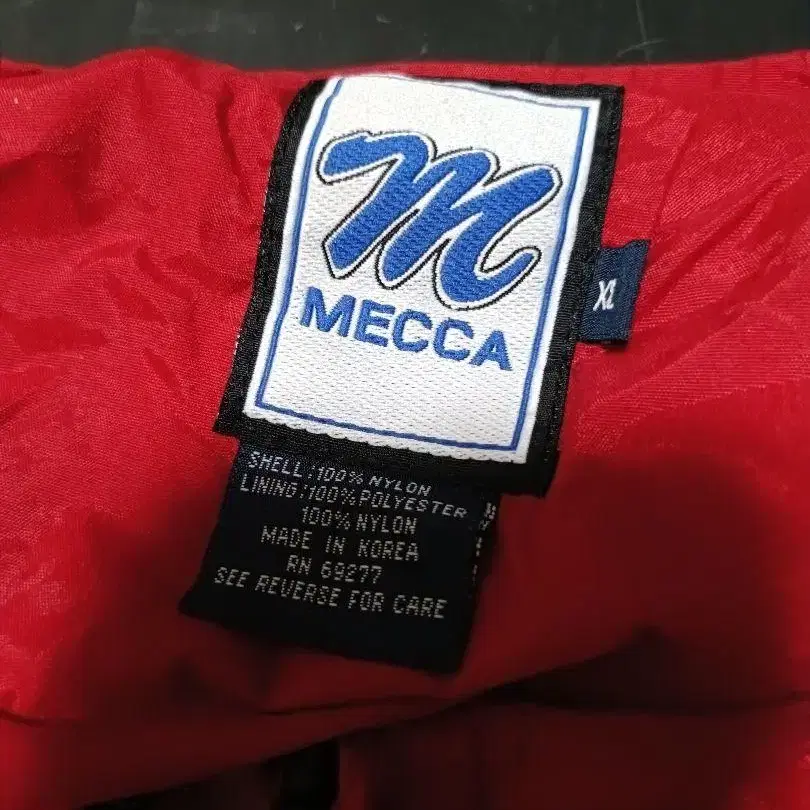 m
MECCA
XL
SHELL:100% NYLON
LINING:100% POLYESTER
100% NYLON
MADE IN KOREA
RN 69277
SEE REVERSE FOR CARE